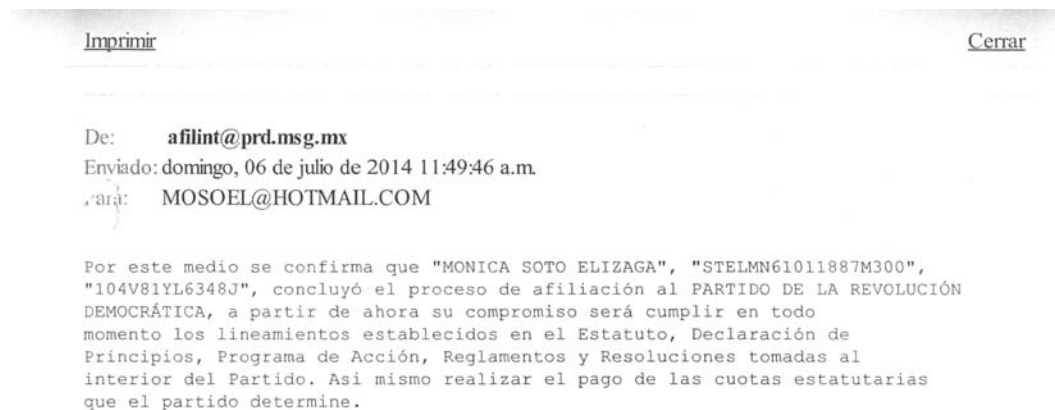 Imprimir Cerrar
De: afilint@prd.msg.mx
Enviado: domingo, 06 de julio de 2014 11:49:46 a.m.
MOSOEL@HOTMAIL.COM
Por este medio se confirma que "MONICA SOTO ELIZAGA", "STELMN61011887M300",
"104V81YL6348J", concluyó el proceso de afiliación al PARTIDO DE LA REVOLUCIÓN
DEMOCRÁTICA, a partir de ahora su compromiso será cumplir en todo
momento los lineamientos establecidos en el Estatuto, Declaración de
Principios, Programa de Acción, Reglamentos y Resoluciones tomadas al
interior del Partido. Asi mismo realizar el pago de las cuotas estatutarias
que el partido determine.